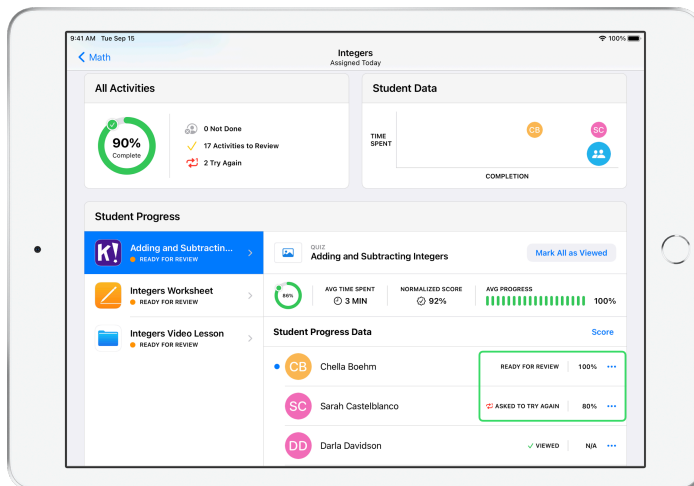 9:41 AM Tue Sep 15
100%
Math
Integers
Assigned Today
All Activities
90%
Complete
0 Not Done
17 Activities to Review
2 Try Again
Student Data
TIME
SPENT
CB
SC
COMPLETION
Student Progress
K!
Adding and Subtractin...
READY FOR REVIEW
Integers Worksheet
READY FOR REVIEW
Integers Video Lesson
READY FOR REVIEW
QUIZ
Adding and Subtracting Integers
Mark All as Viewed
86%
AVG TIME SPENT
3 MIN
NORMALIZED SCORE
92%
AVG PROGRESS
100%
Student Progress Data
Score
CB Chella Boehm READY FOR REVIEW 100%
SC Sarah Castelblanco ASKED TO TRY AGAIN 80%
DD Darla Davidson VIEWED N/A